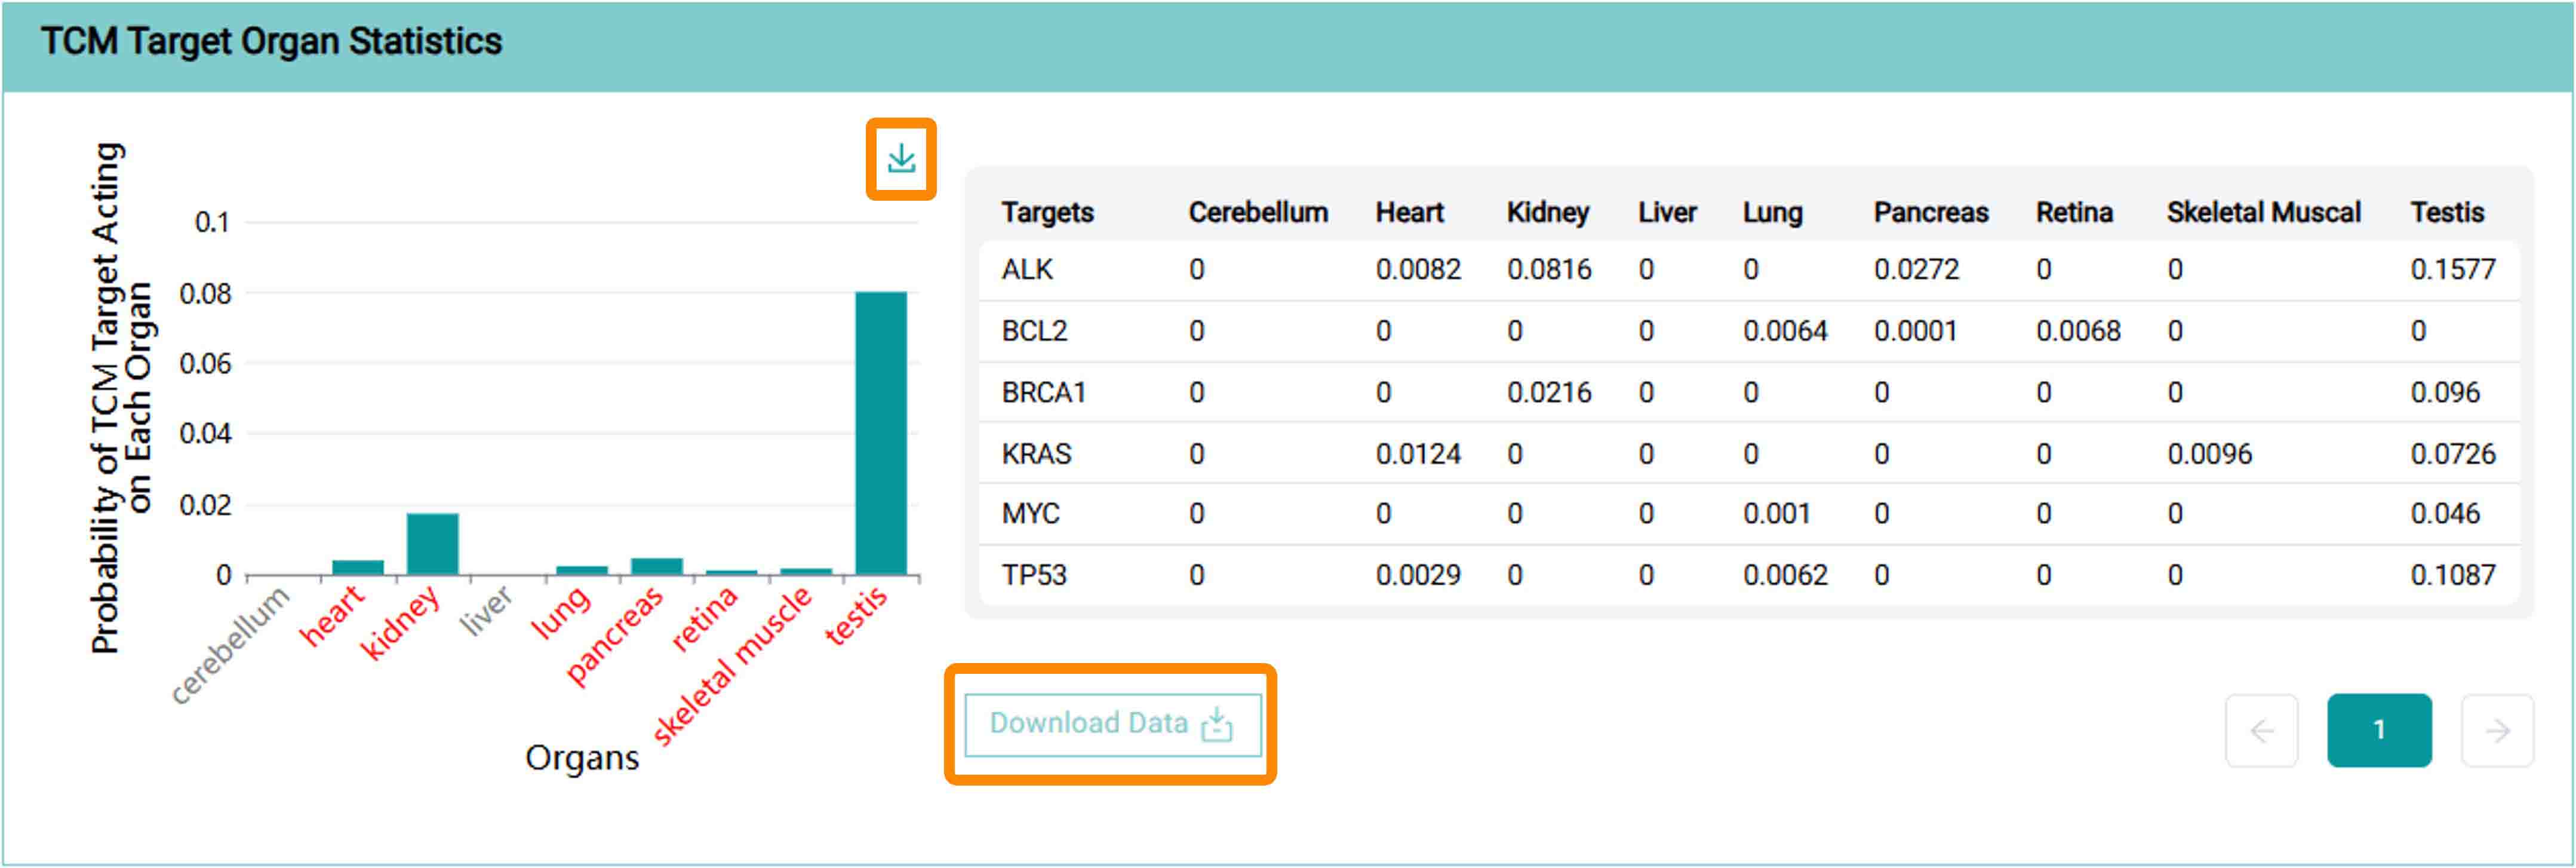 TCM Target Organ Statistics
Probability of TCM Target Acting
on Each Organ
0.1
0.08
0.06
0.04
0.02
0
cerebellum
heart
kidney
liver
lung
pancreas
retina
skeletal muscle
testis
Organs
Targets Cerebellum Heart Kidney Liver Lung Pancreas Retina Skeletal Muscal Testis
ALK 0 0.0082 0.0816 0 0 0.0272 0 0 0.1577
BCL2 0 0 0 0 0.0064 0.0001 0.0068 0 0
BRCA1 0 0 0.0216 0 0 0 0 0 0.096
KRAS 0 0.0124 0 0 0 0 0 0.0096 0.0726
MYC 0 0 0 0 0.001 0 0 0 0.046
TP53 0 0.0029 0 0 0.0062 0 0 0 0.1087
Download Data
1